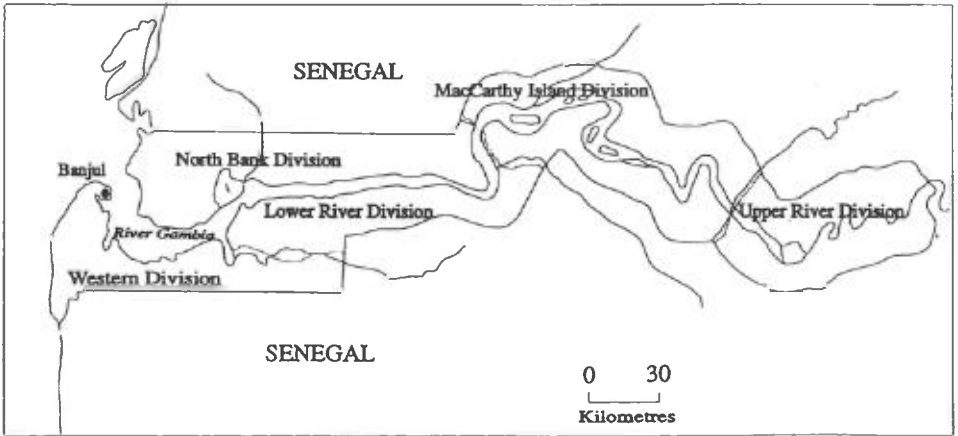 SENEGAL
MacCarthy Island Division
North Bank Division
Banjul
Lower River Division
Upper River Division
River Gambia
Western Division
SENEGAL
0 30
Kilometres